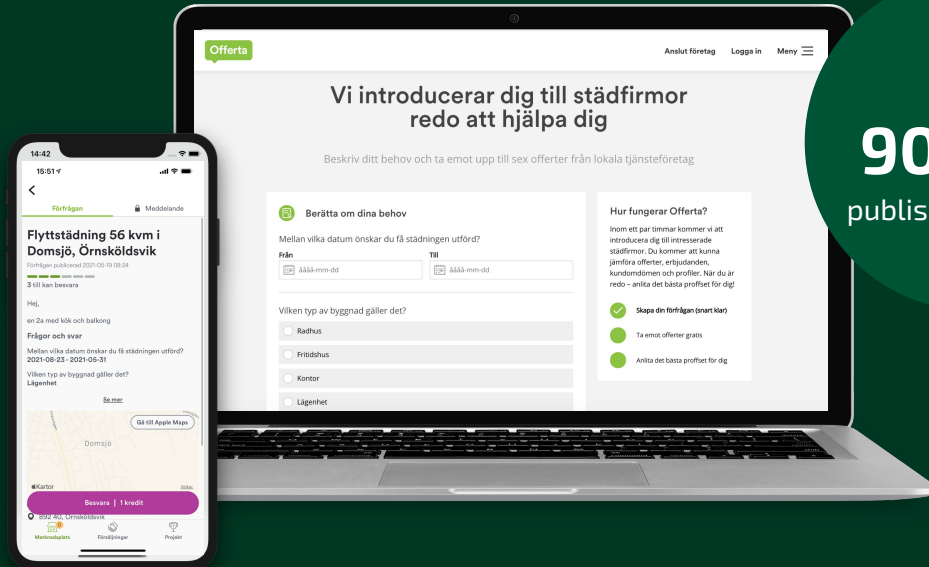 Offerta
Anslut företag
Logga in
Meny
Vi introducerar dig till städfirmor
redo att hjälpa dig
Beskriv ditt behov och ta emot upp till sex offerter från lokala tjänsteföretag
Berätta om dina behov
Mellan vilka datum önskar du få städningen utförd?
Från
Till
åååå-mm-dd
åååå-mm-dd
Vilken typ av byggnad gäller det?
Radhus
Fritidshus
Kontor
Lägenhet
Hur fungerar Offerta?
Inom ett par timmar kommer vi att
introducera dig till intresserade
städfirmor. Du kommer att kunna
jämföra offerter, erbjudanden,
kundomdömen och profiler. När du är
redo – anlita det bästa proffset för dig!
Skapa din förfrågan (snart klar)
Ta emot offerter gratis
Anlita det bästa proffset för dig
90
publis
14:42
15:51
Förfrågan
Meddelande
Flyttstädning 56 kvm i
Domsjö, Örnsköldsvik
Förfrågan publicerad 2021-05-19 08:24
3 till kan besvara
Hej,
en 2a med kök och balkong
Frågor och svar
Mellan vilka datum önskar du få städningen utförd?
2021-08-23 - 2021-05-31
Vilken typ av byggnad gäller det?
Lägenhet
Se mer
Gå till Apple Maps
Domsjö
Kartor
Besvara | 1 kredit
892 40, Örnsköldsvik
Marknadsplats
Försäljningar
Projekt